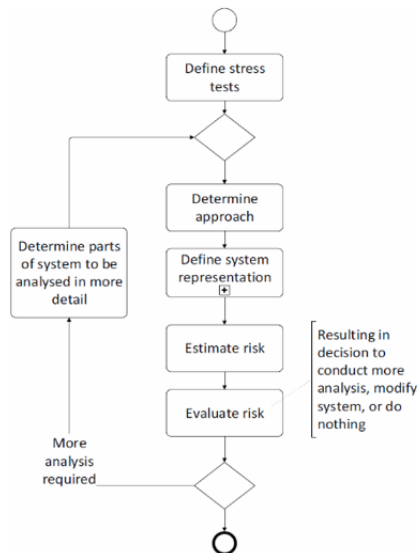 Define stress
tests
Determine
approach
Define system
representation
Determine parts
of system to be
analysed in more
detail
Estimate risk
Resulting in
decision to
conduct more
analysis, modify
system, or do
nothing
Evaluate risk
More
analysis
required